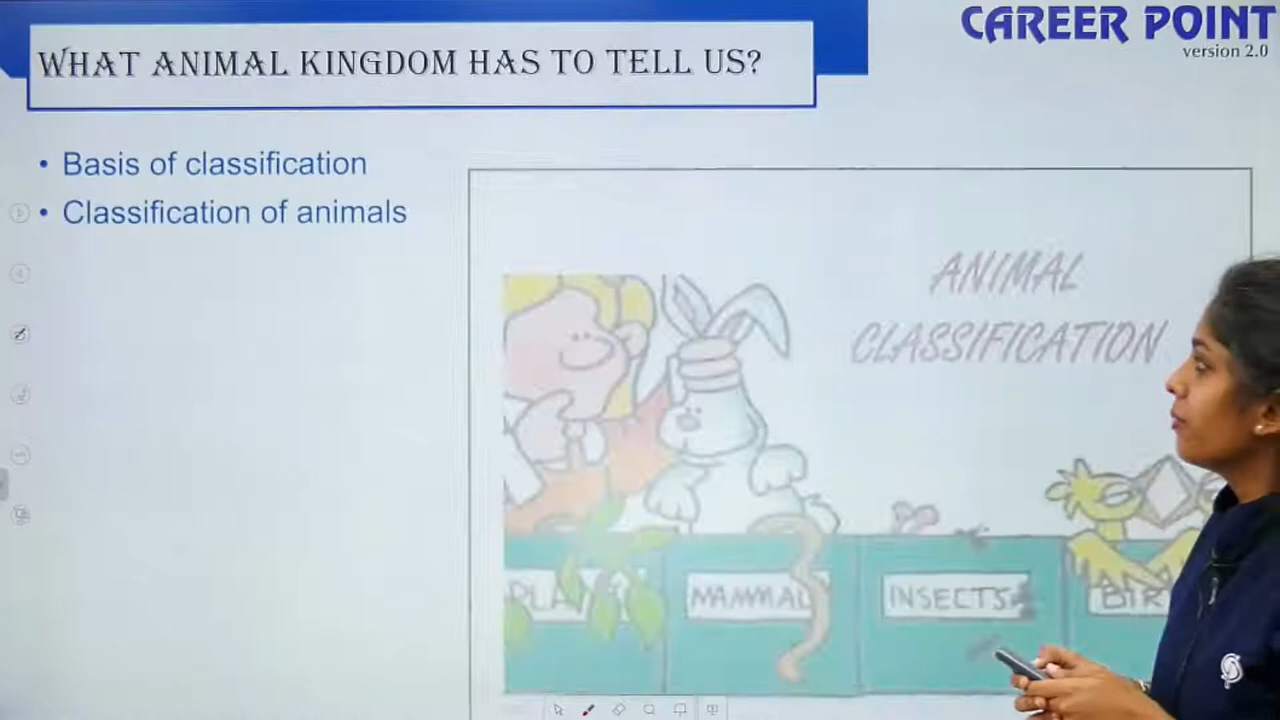 CAREER POINT
version 2.0
WHAT ANIMAL KINGDOM HAS TO TELL US?
• Basis of classification
• Classification of animals
ANIMAL
CLASSIFICATION
MAMMAL
INSECTS